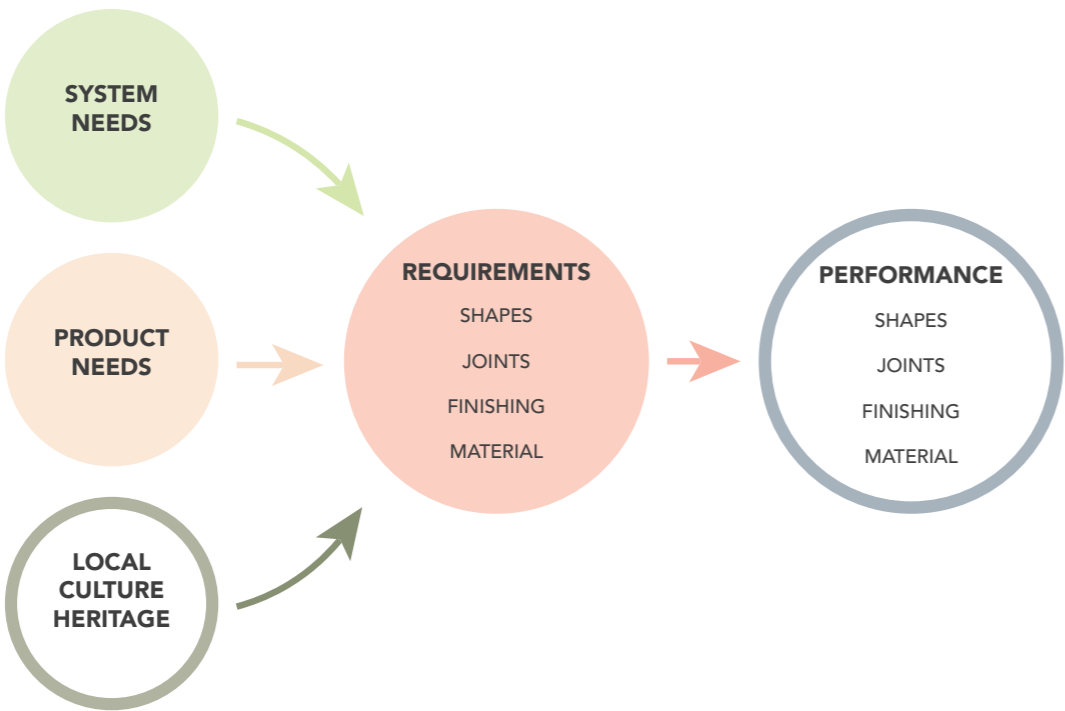 SYSTEM
NEEDS
PRODUCT
NEEDS
LOCAL
CULTURE
HERITAGE
REQUIREMENTS
SHAPES
JOINTS
FINISHING
MATERIAL
PERFORMANCE
SHAPES
JOINTS
FINISHING
MATERIAL